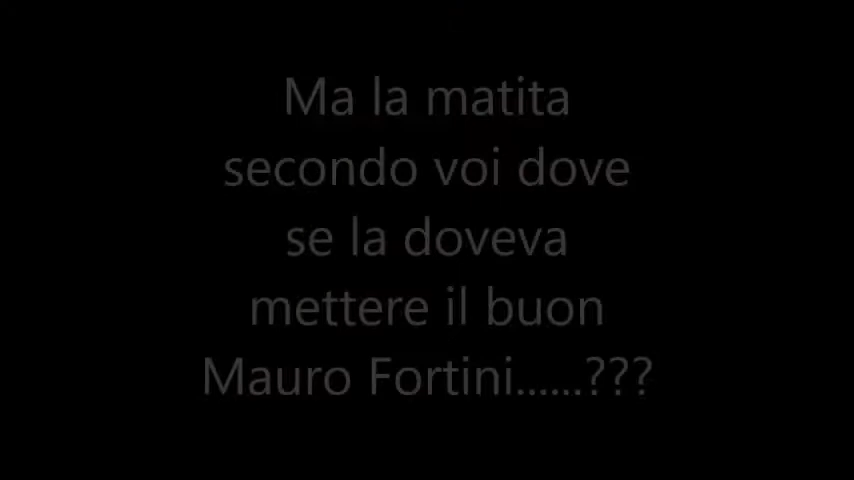 Ma la matita
secondo voi dove
se la doveva
mettere il buon
Mauro Fortini......???